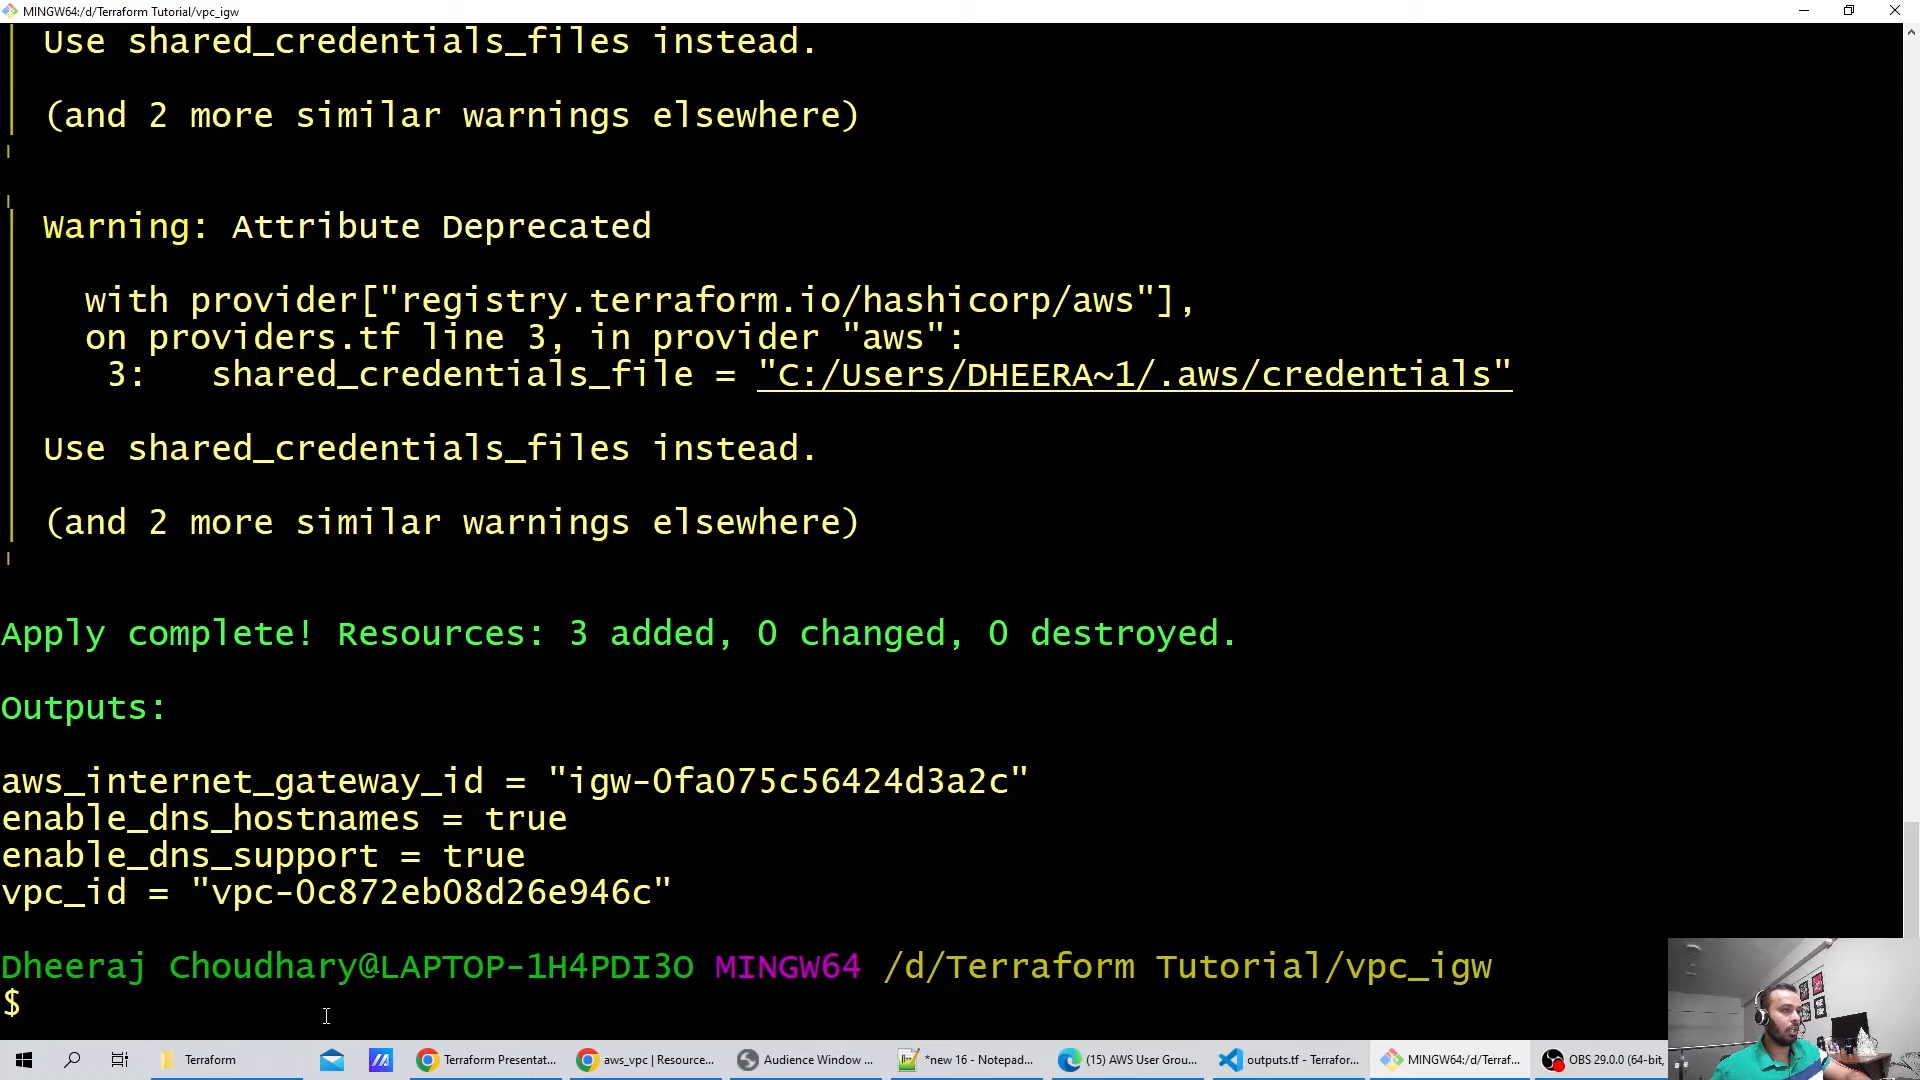 MINGW64:/d/Terraform Tutorial/vpc_igw
Use shared_credentials_files instead.
(and 2 more similar warnings elsewhere)
Warning: Attribute Deprecated
with provider["registry.terraform.io/hashicorp/aws"],
on providers.tf line 3, in provider "aws":
3: shared_credentials_file = "C:/Users/DHEERA~1/.aws/credentials"
Use shared_credentials_files instead.
(and 2 more similar warnings elsewhere)
Apply complete! Resources: 3 added, 0 changed, 0 destroyed.
Outputs:
aws_internet_gateway_id = "igw-0fa075c56424d3a2c"
enable_dns_hostnames = true
enable_dns_support = true
vpc_id = "vpc-0c872eb08d26e946c"
Dheeraj Choudhary@LAPTOP-1H4PDI3O MINGW64 /d/Terraform Tutorial/vpc_igw
$
Terraform
Terraform Presentat...
aws_vpc | Resource...
Audience Window ...
*new 16 - Notepad...
(15) AWS User Grou...
outputs.tf - Terrafor...
MINGW64:/d/Terraf...
OBS 29.0.0 (64-bit,